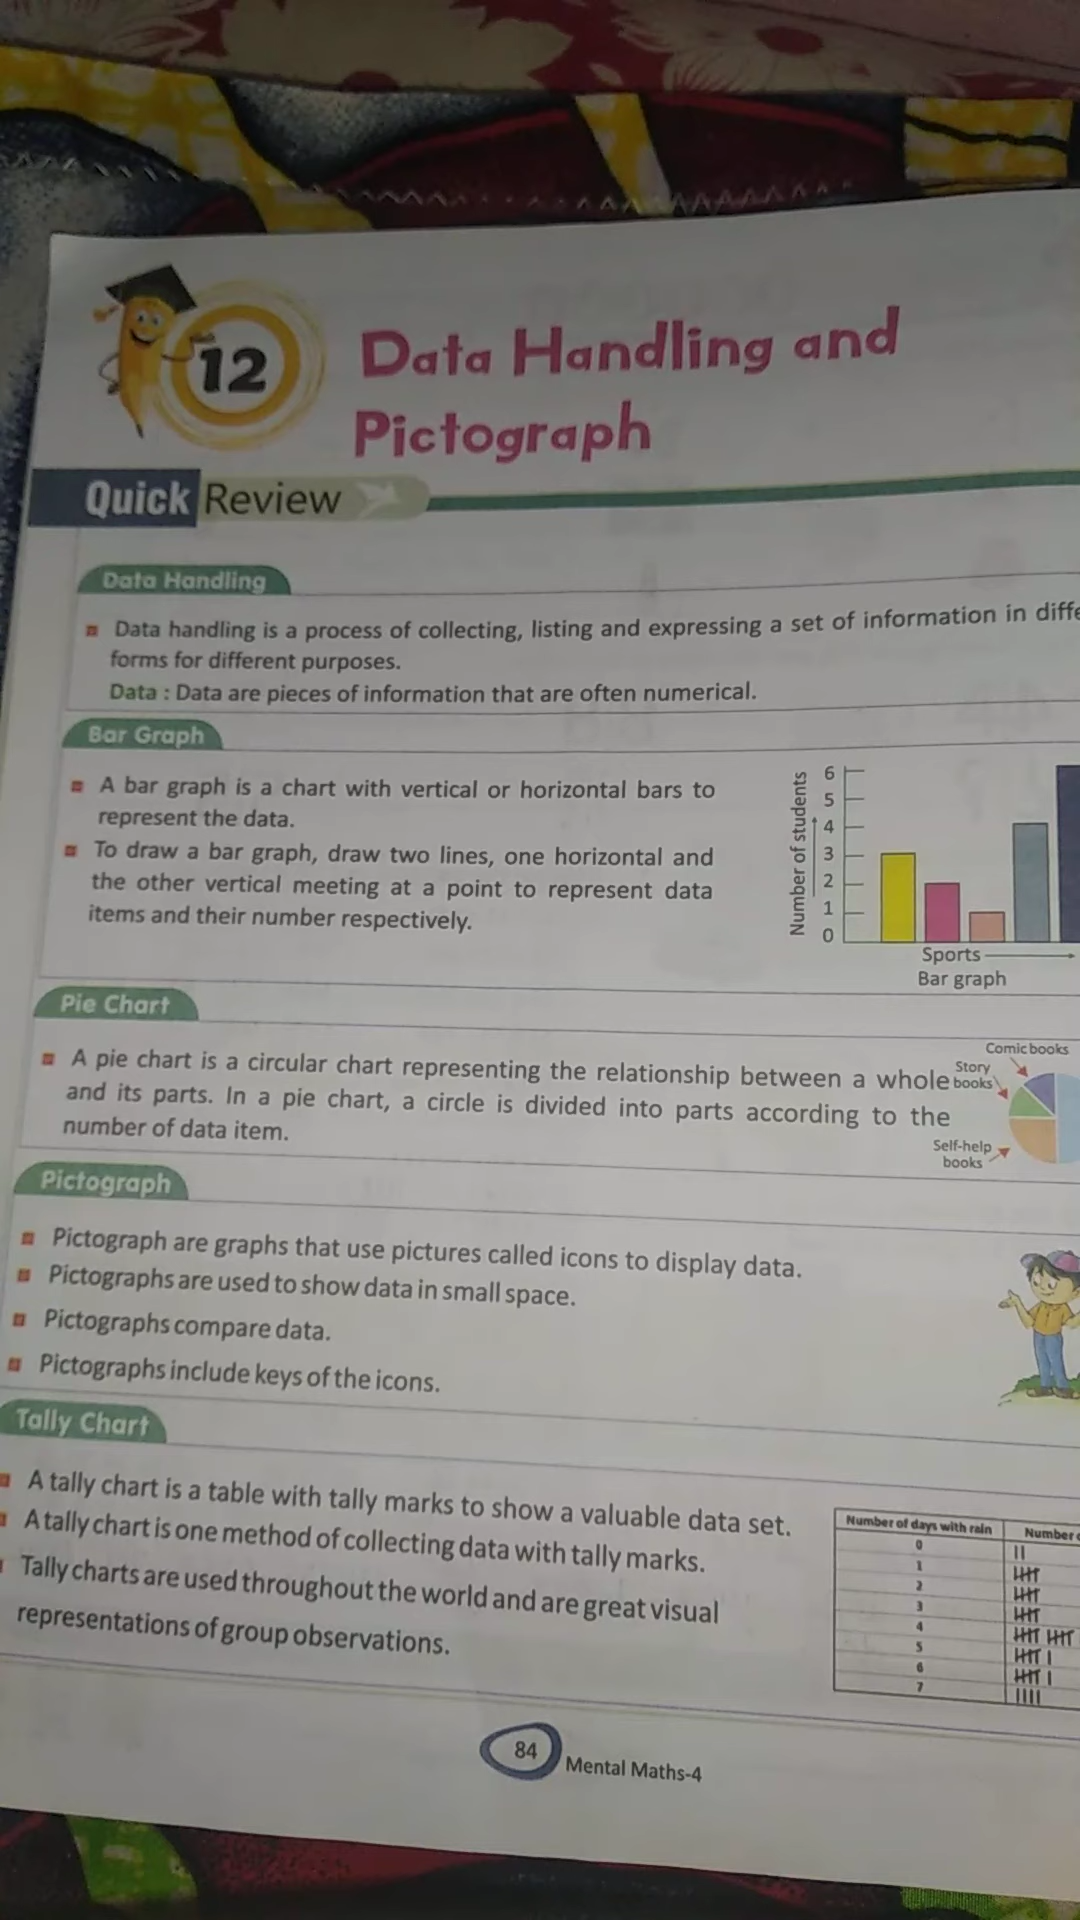 12
Data Handling and
Pictograph
Quick Review
Data Handling
Data handling is a process of collecting, listing and expressing a set of information in diffe
forms for different purposes.
Data : Data are pieces of information that are often numerical.
Bar Graph
A bar graph is a chart with vertical or horizontal bars to
represent the data.
To draw a bar graph, draw two lines, one horizontal and
the other vertical meeting at a point to represent data
items and their number respectively.
Number of students
6
5
4
3
2
1
0
Sports
Bar graph
Pie Chart
A pie chart is a circular chart representing the relationship between a whole
and its parts. In a pie chart, a circle is divided into parts according to the
number of data item.
Comic books
Story
books
Self-help
books
Pictograph
Pictograph are graphs that use pictures called icons to display data.
Pictographs are used to show data in small space.
Pictographs compare data.
Pictographs include keys of the icons.
Tally Chart
A tally chart is a table with tally marks to show a valuable data set.
A tally chart is one method of collecting data with tally marks.
Tally charts are used throughout the world and are great visual
representations of group observations.
Number of days with rain Number
0
1
2
3
4
5
6
7
84 Mental Maths-4